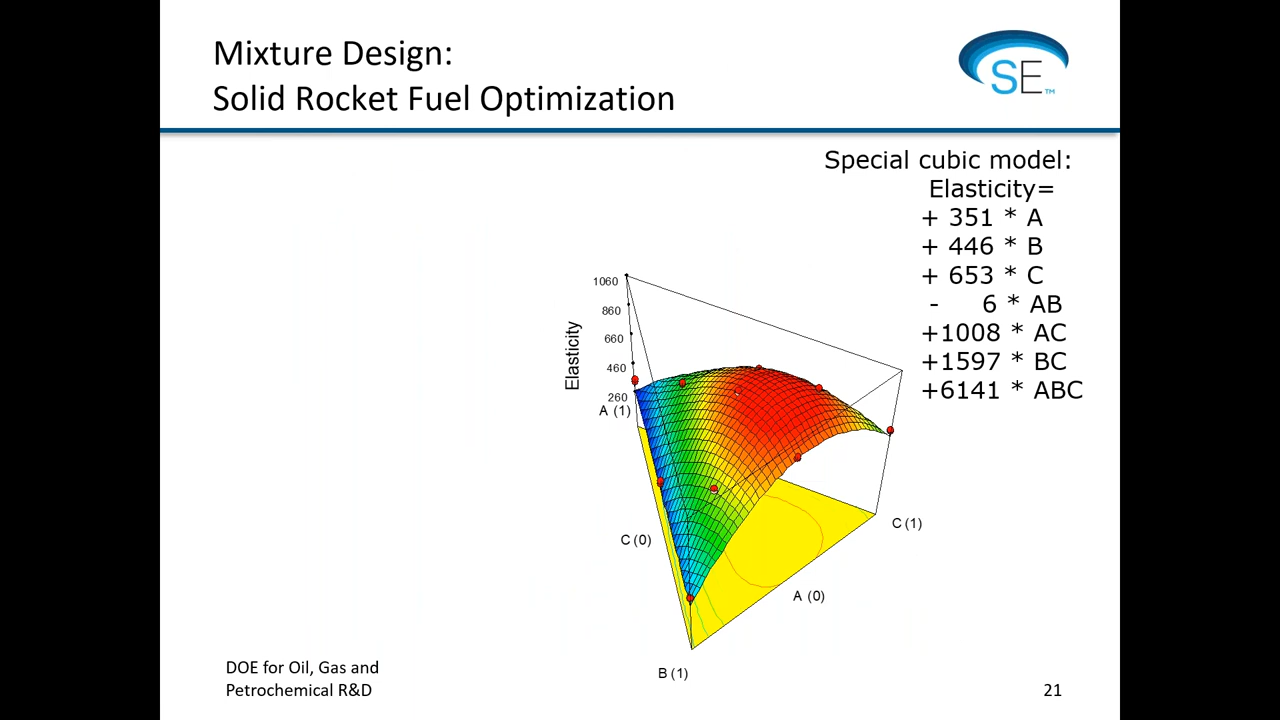 Mixture Design:
Solid Rocket Fuel Optimization
SE™
Special cubic model:
Elasticity=
+ 351 * A
+ 446 * B
+ 653 * C
- 6 * AB
+1008 * AC
+1597 * BC
+6141 * ABC
Elasticity
1060
860
660
460
260
A (1)
C (0)
B (1)
A (0)
C (1)
DOE for Oil, Gas and
Petrochemical R&D
21